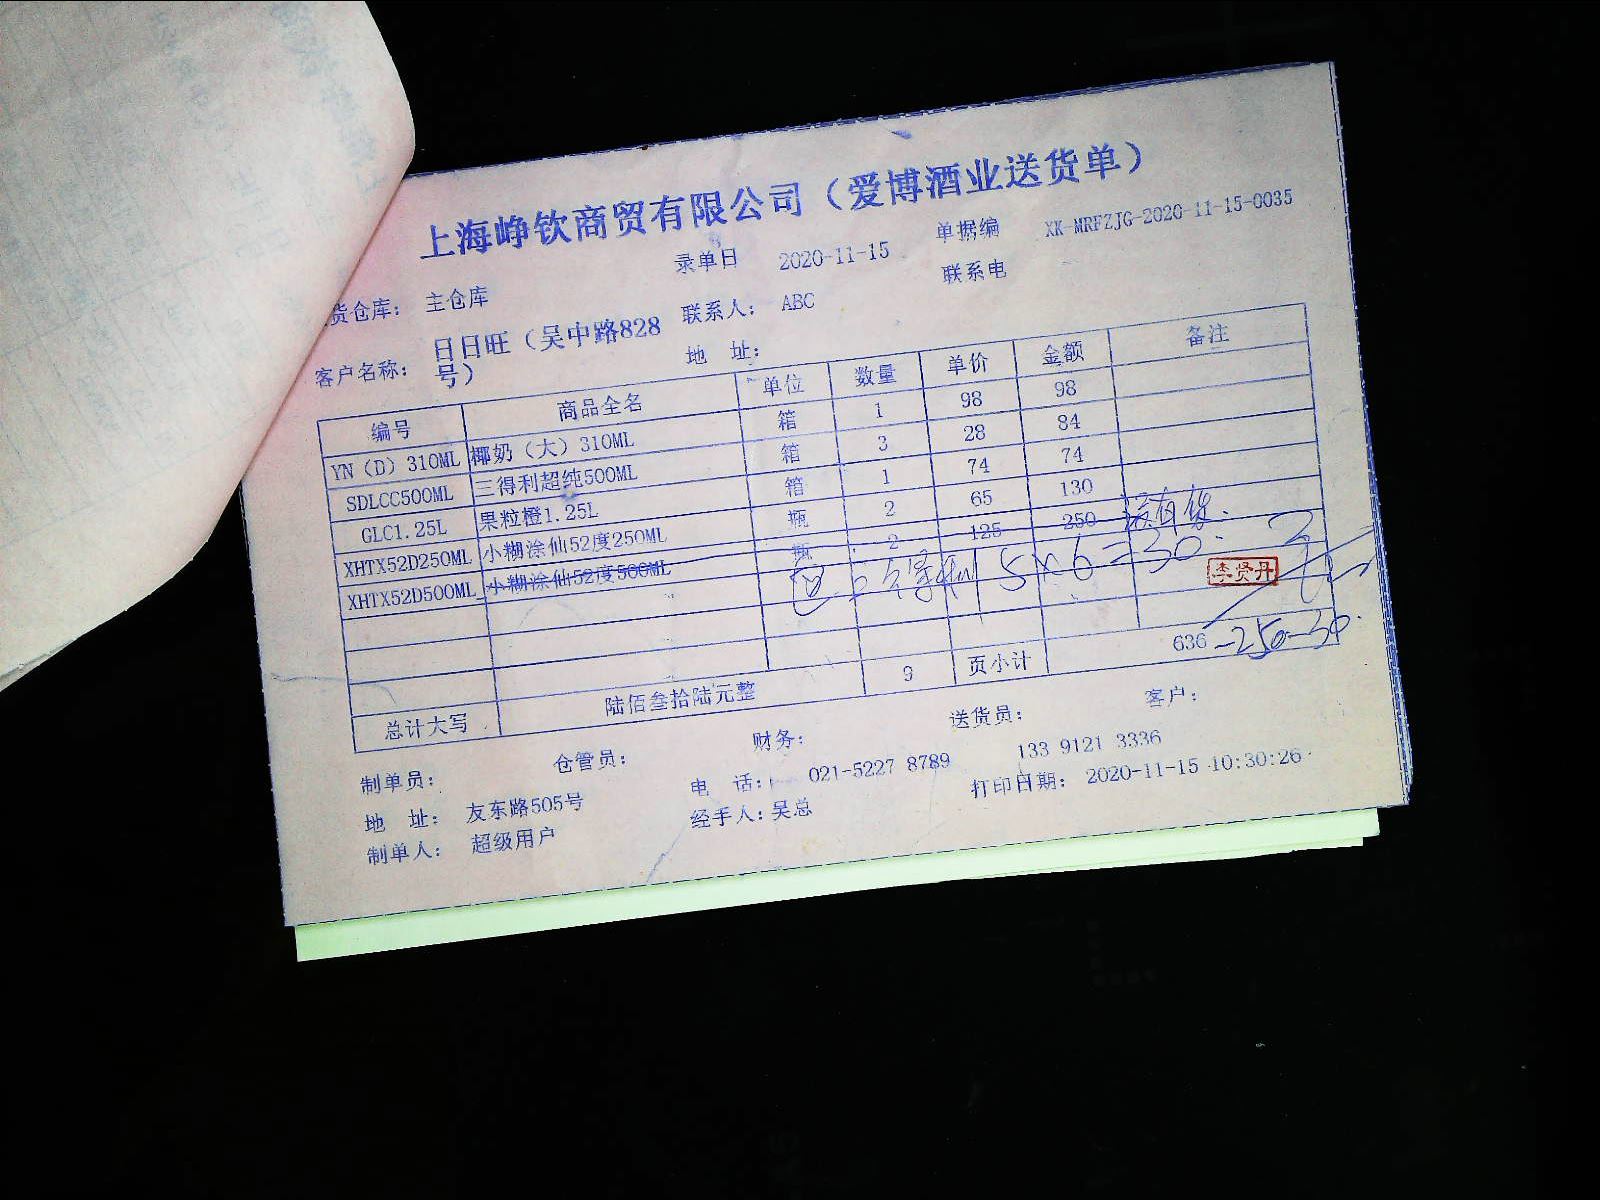 上海峥钦商贸有限公司（爱博酒业送货单）
录单日 2020-11-15 单据编 XK-MRFZJG-2020-11-15-0035
货仓库： 主仓库 联系人： ABC 联系电
客户名称： 日日旺（吴中路828号） 地 址：
编号 商品全名 单位 数量 单价 金额 备注
YN（D）310ML 椰奶（大）310ML 箱 1 98 98
SDLCC500ML 三得利超纯500ML 箱 3 28 84
GLC1.25L 果粒橙1.25L 箱 1 74 74
XHTX52D250ML 小糊涂仙52度250ML 瓶 2 65 130
XHTX52D500ML 小糊涂仙52度500ML 瓶 2 125 250 没有货.
5×6=30.
李贤丹
636 -250-30.
总计大写 陆佰叁拾陆元整 9 页小计
制单员： 仓管员： 财务： 送货员： 客户：
地 址： 友东路505号 电 话： 021-5227 8789 133 9121 3336
制单人： 超级用户 经手人：吴总 打印日期： 2020-11-15 10:30:26